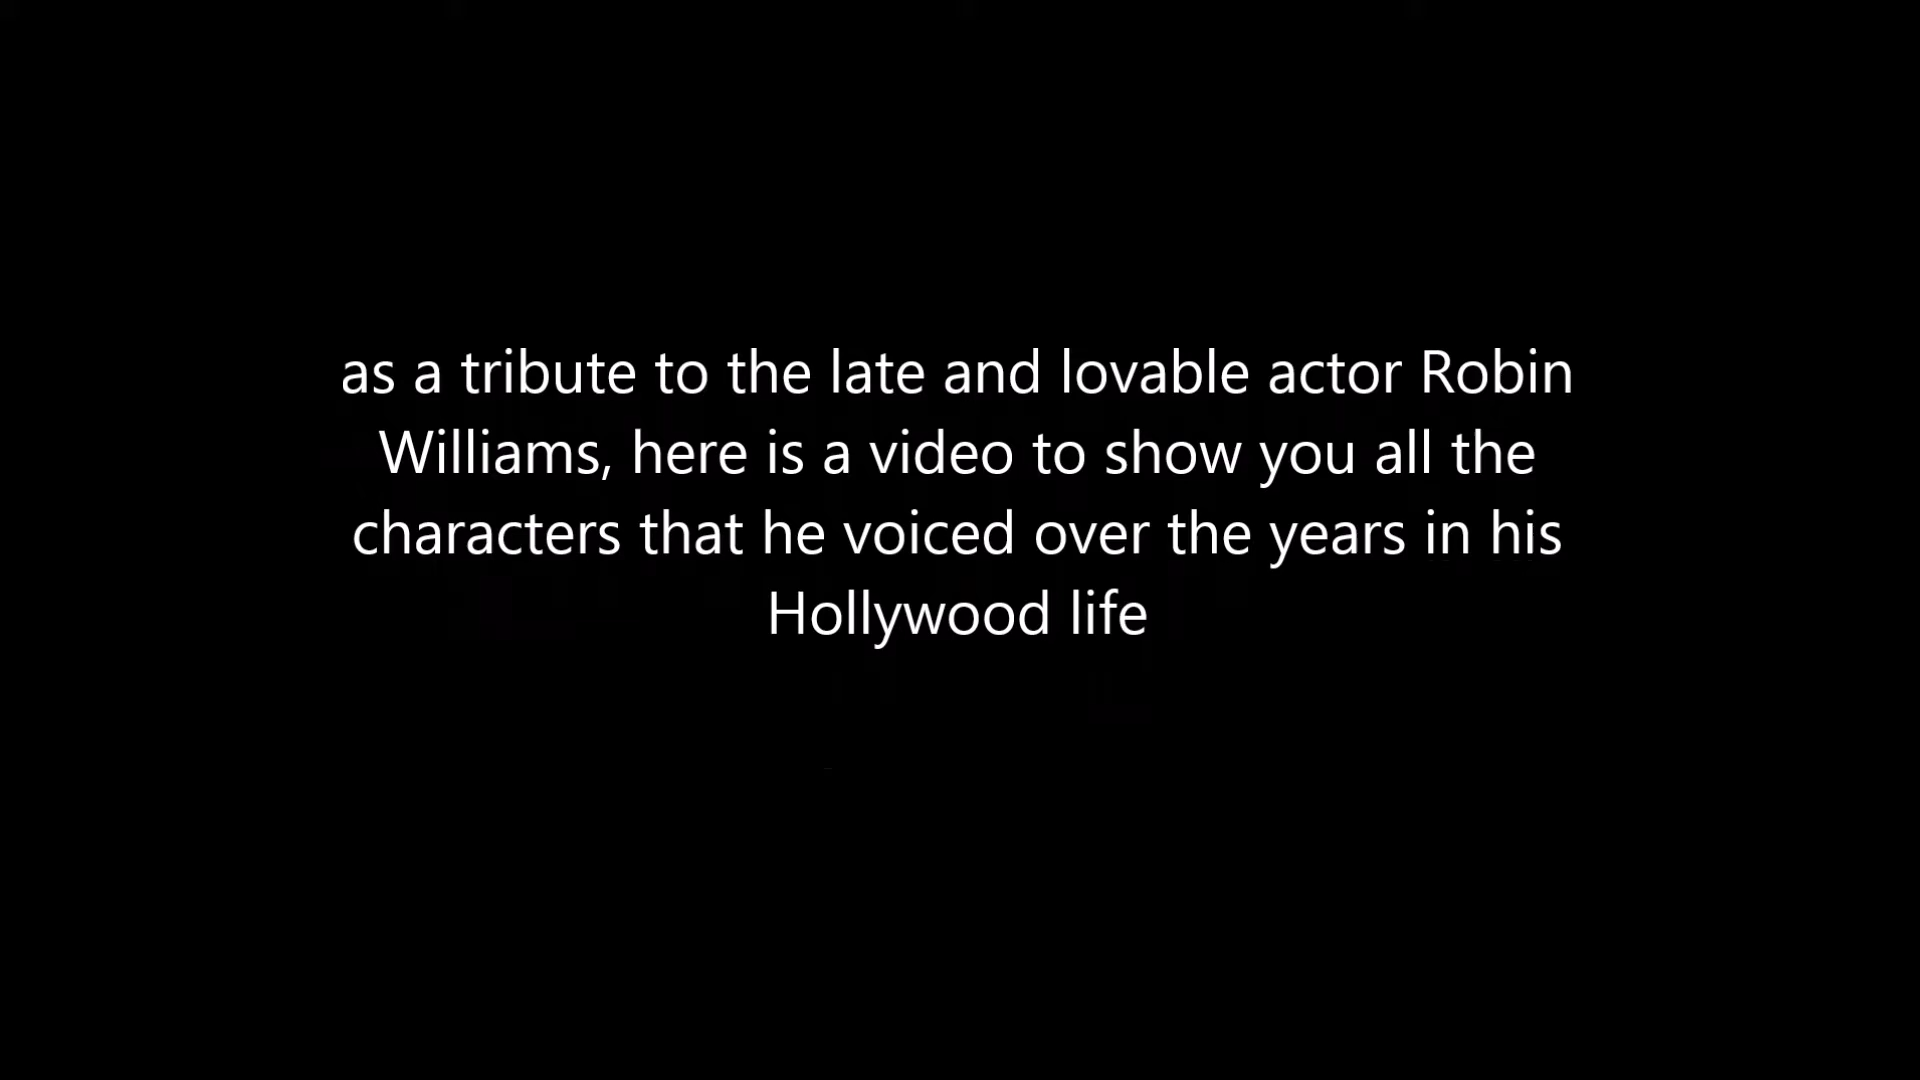 as a tribute to the late and lovable actor Robin
Williams, here is a video to show you all the
characters that he voiced over the years in his
Hollywood life